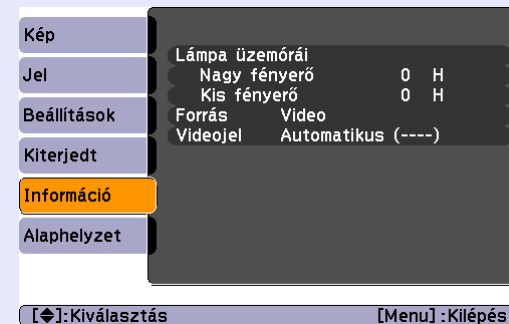 Kép
Jel
Beállítások
Kiterjedt
Információ
Alaphelyzet
Lámpa üzemórái
Nagy fényerő 0 H
Kis fényerő 0 H
Forrás Video
Videojel Automatikus (----)
[◆]:Kiválasztás [Menu] :Kilépés